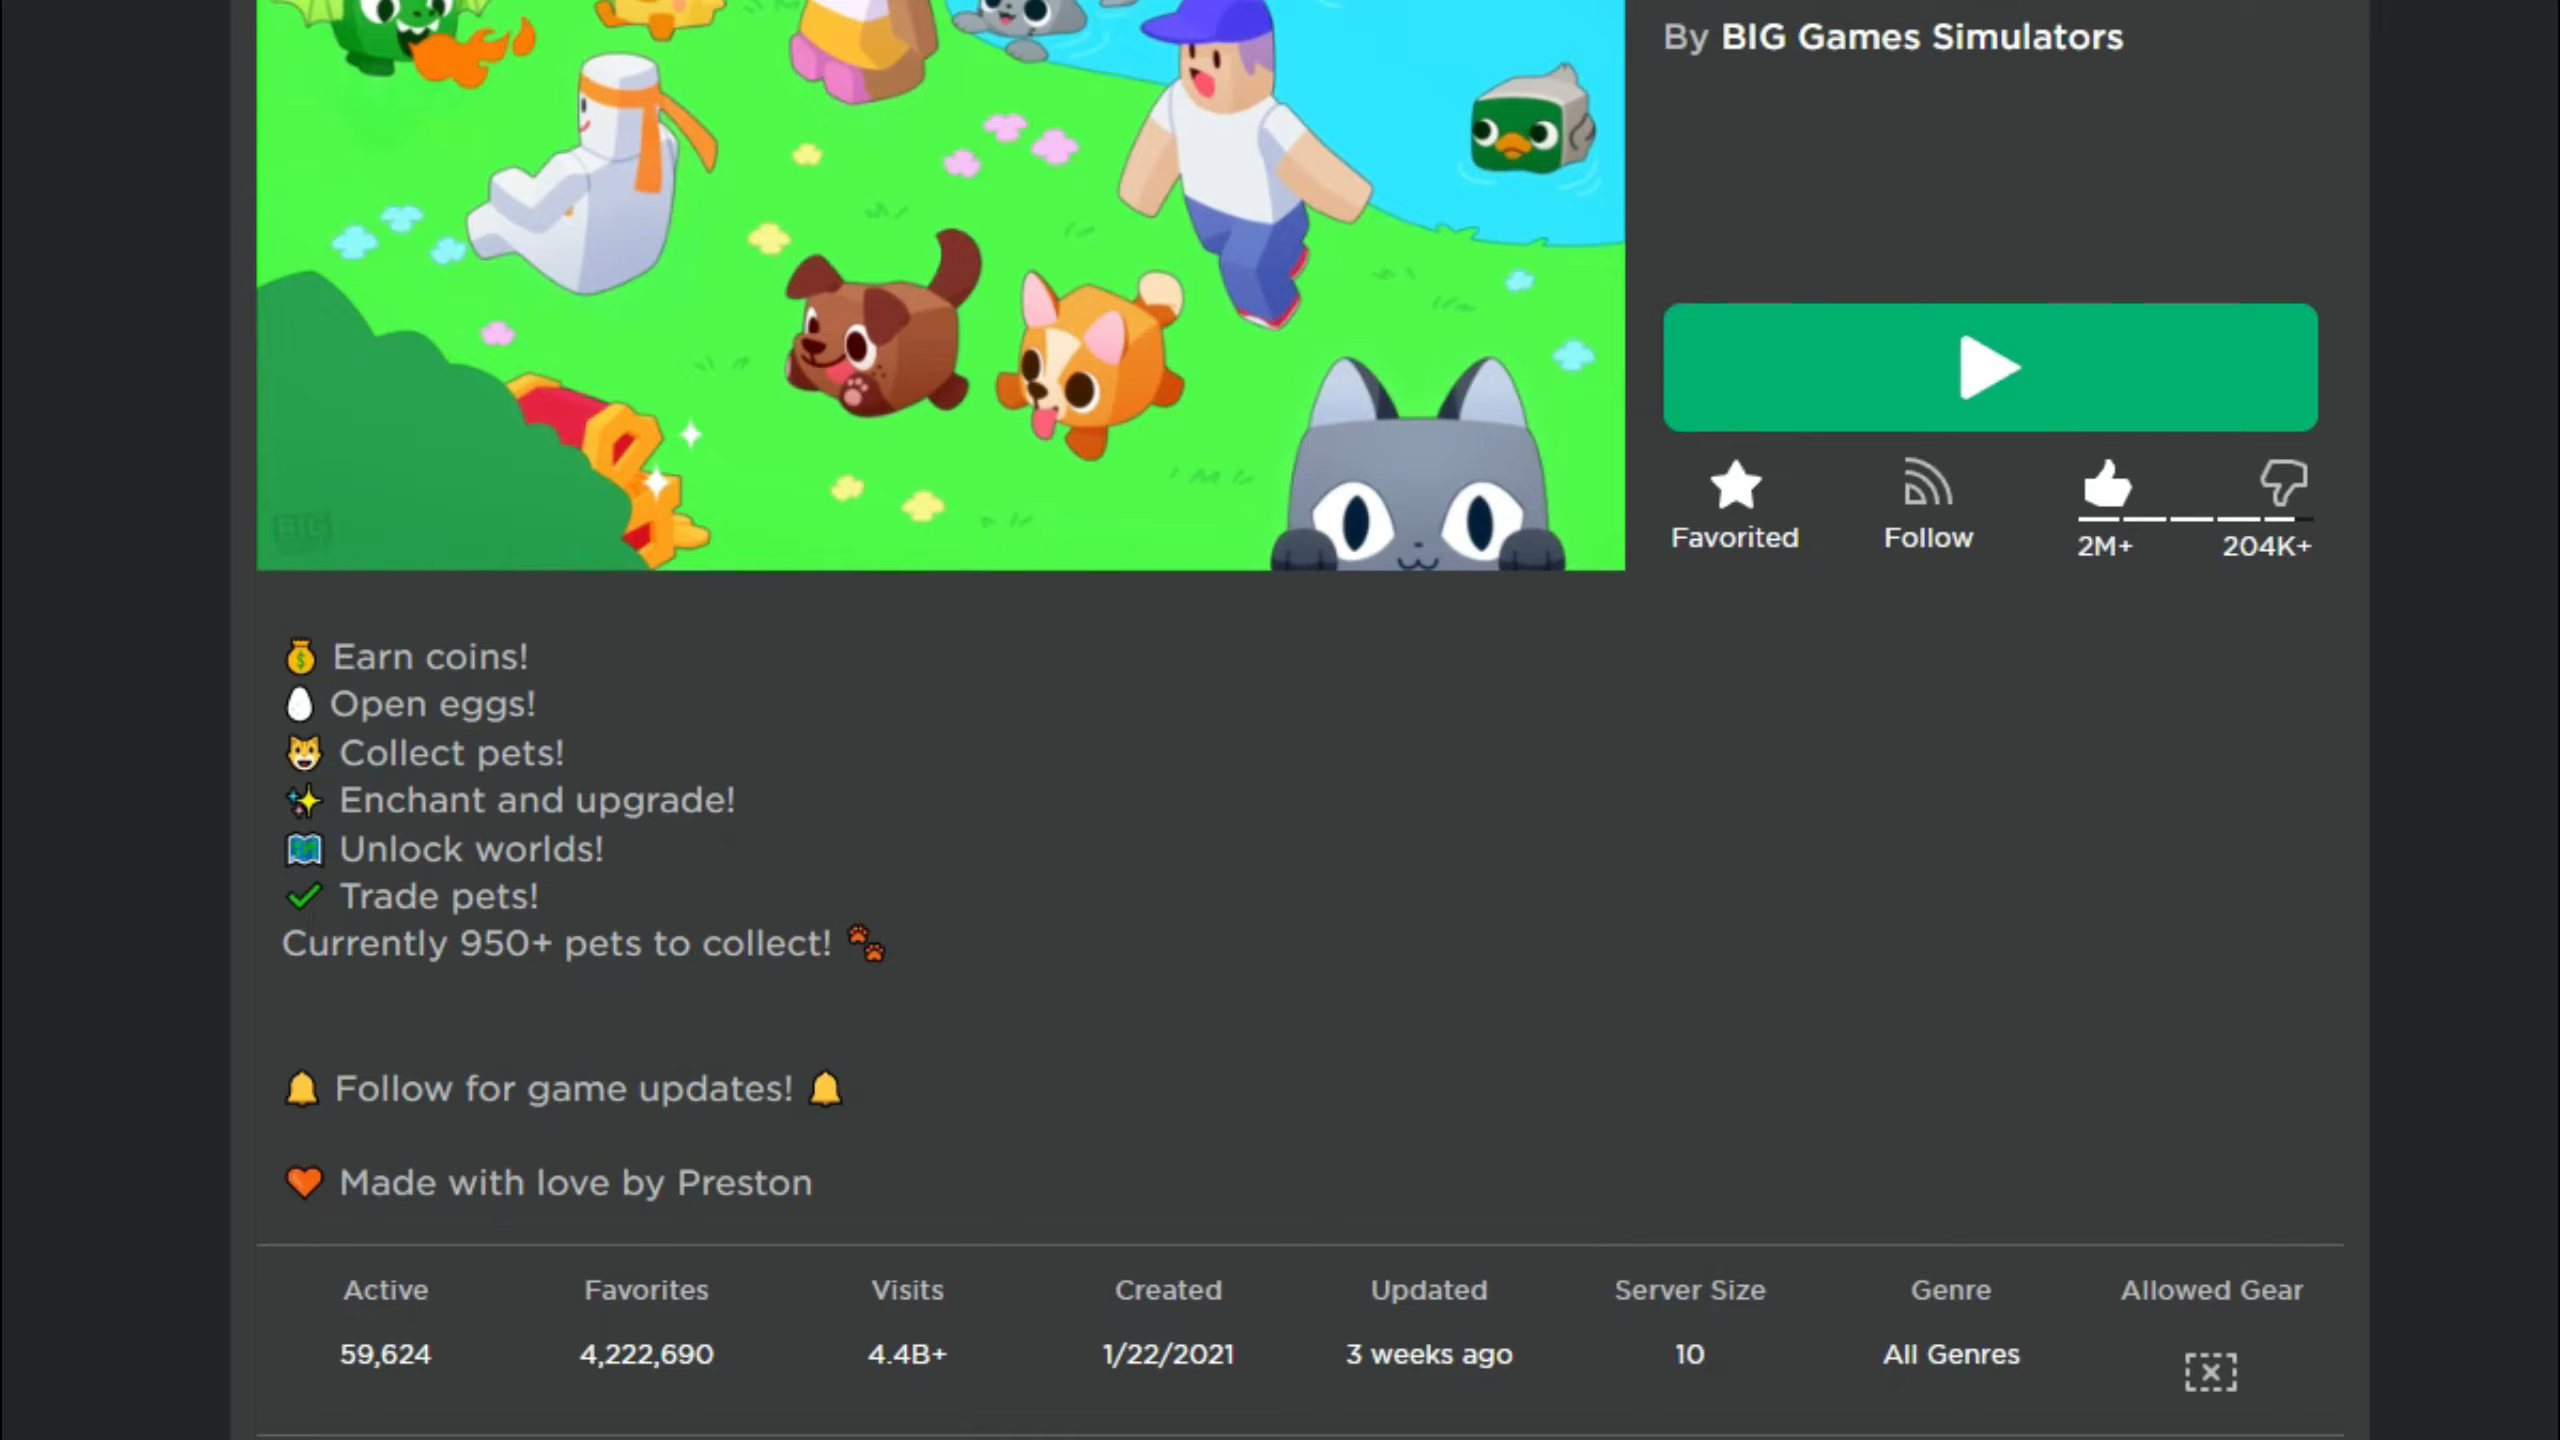 By BIG Games Simulators
Favorited
Follow
2M+
204K+
Earn coins!
Open eggs!
Collect pets!
Enchant and upgrade!
Unlock worlds!
Trade pets!
Currently 950+ pets to collect!
Follow for game updates!
Made with love by Preston
Active Favorites Visits Created Updated Server Size Genre Allowed Gear
59,624 4,222,690 4.4B+ 1/22/2021 3 weeks ago 10 All Genres